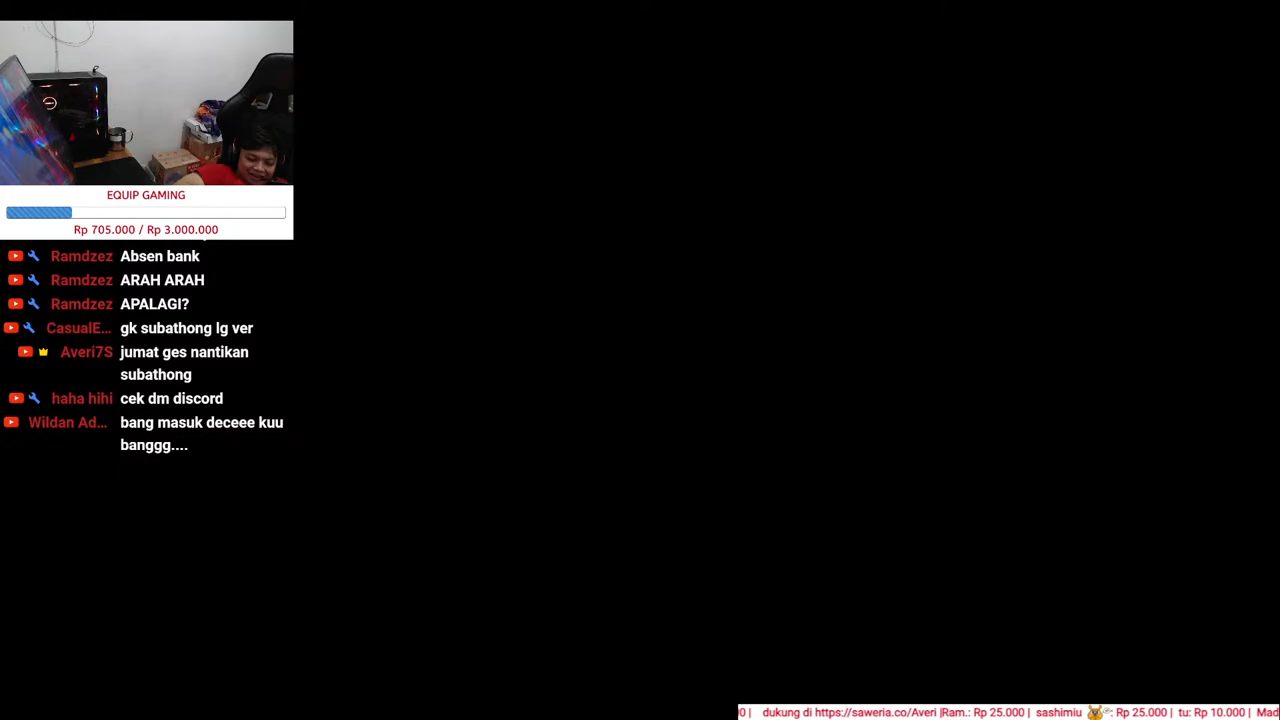 EQUIP GAMING
Rp 705.000 / Rp 3.000.000
Ramdzez Absen bank
Ramdzez ARAH ARAH
Ramdzez APALAGI?
CasualE... gk subathong lg ver
Averi7S jumat ges nantikan
subathong
haha hihi cek dm discord
Wildan Ad... bang masuk deceee kuu
banggg....
0 | dukung di https://saweria.co/Averi |Ram.: Rp 25.000 | sashimiu : Rp 25.000 | tu: Rp 10.000 | Mad